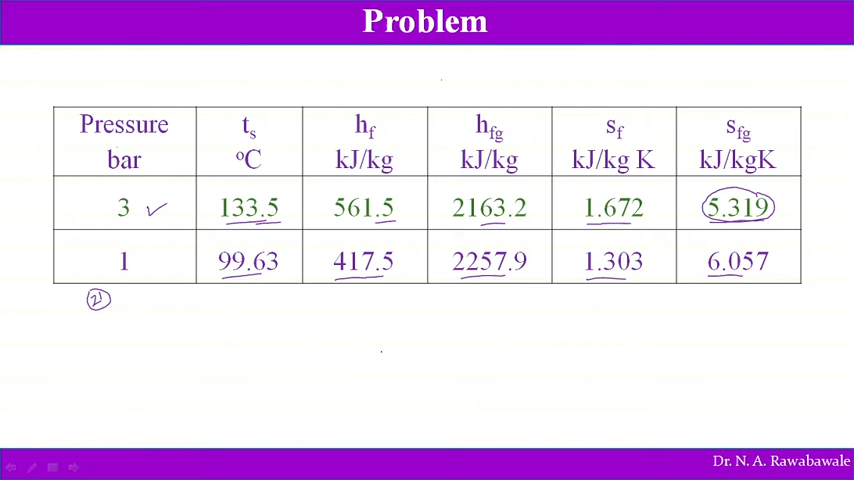 Problem
Pressure bar | ts °C | hf kJ/kg | hfg kJ/kg | sf kJ/kg K | sfg kJ/kgK
3 | 133.5 | 561.5 | 2163.2 | 1.672 | 5.319
1 | 99.63 | 417.5 | 2257.9 | 1.303 | 6.057
Dr. N. A. Rawabawale